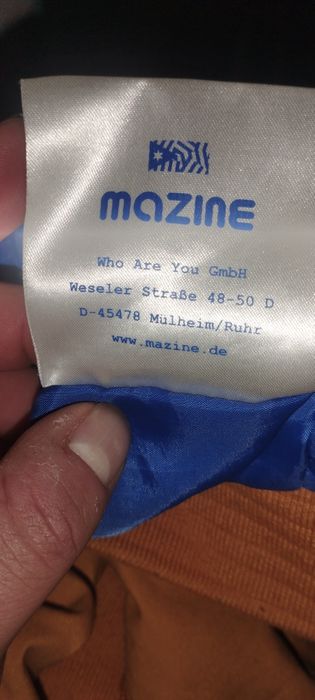 mazine
Who Are You GmbH
Weseler Straße 48-50 D
D-45478 Mülheim/Ruhr
www.mazine.de